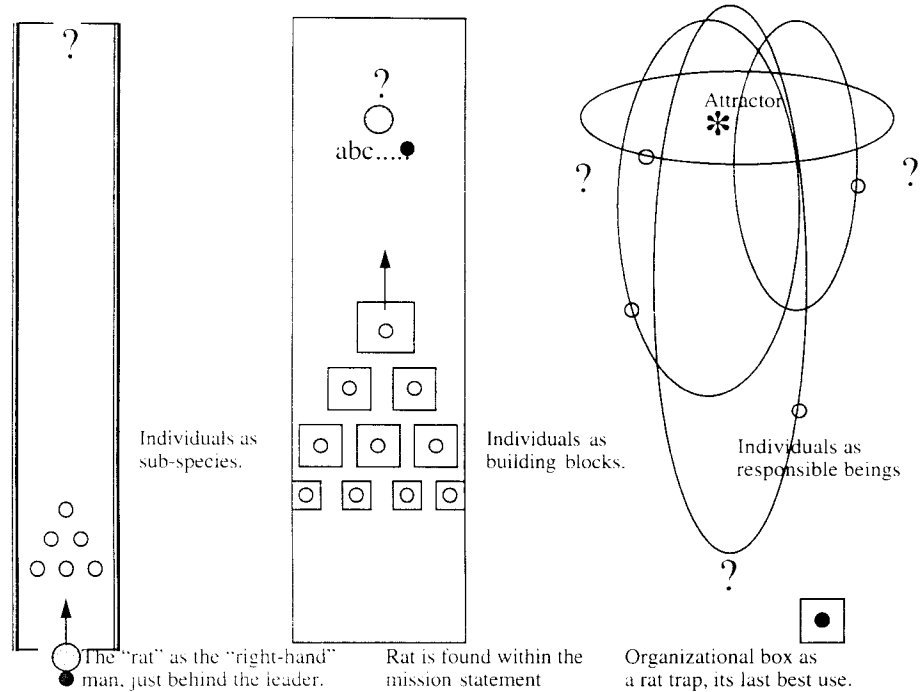 ?
?
abc.....
Attractor
*
?
?
Individuals as
sub-species.
Individuals as
building blocks.
Individuals as
responsible beings
?
The "rat" as the "right-hand"
man, just behind the leader.
Rat is found within the
mission statement
Organizational box as
a rat trap, its last best use.